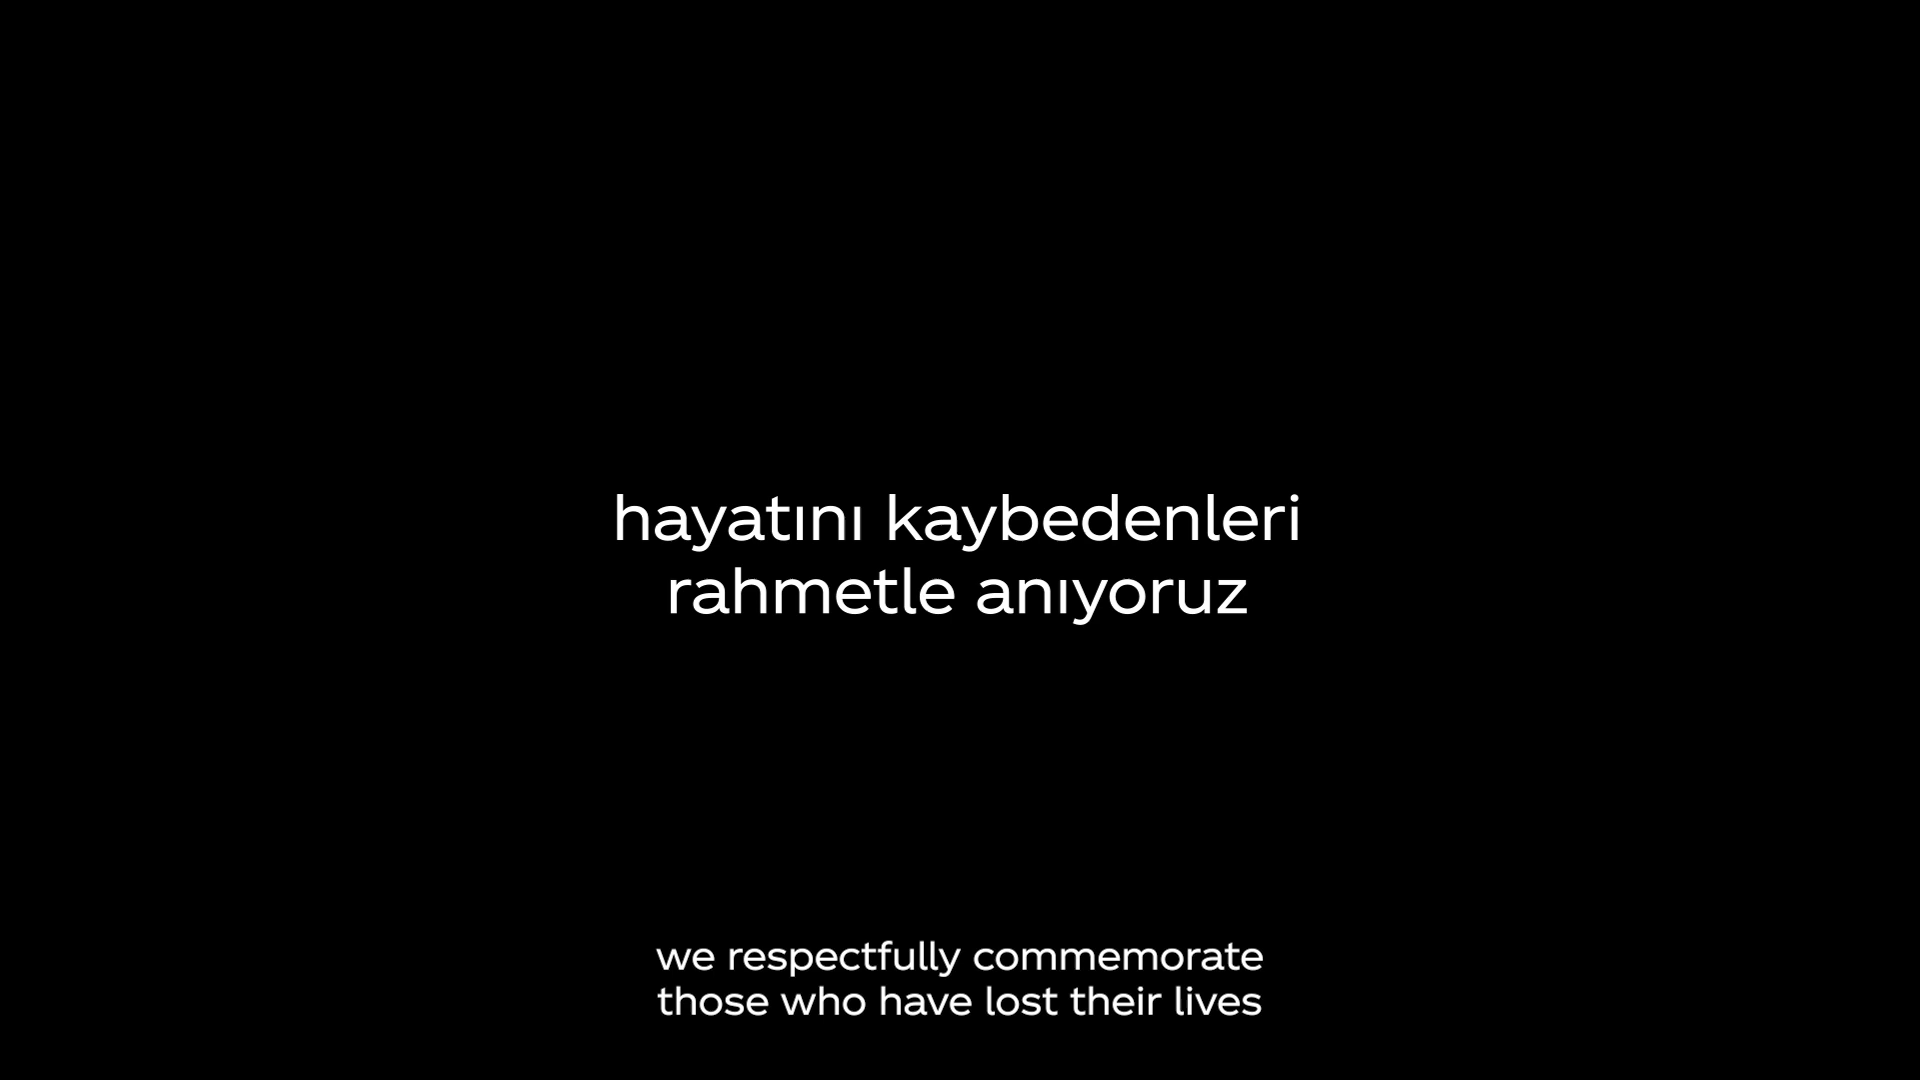 hayatını kaybedenleri
rahmetle anıyoruz
we respectfully commemorate
those who have lost their lives